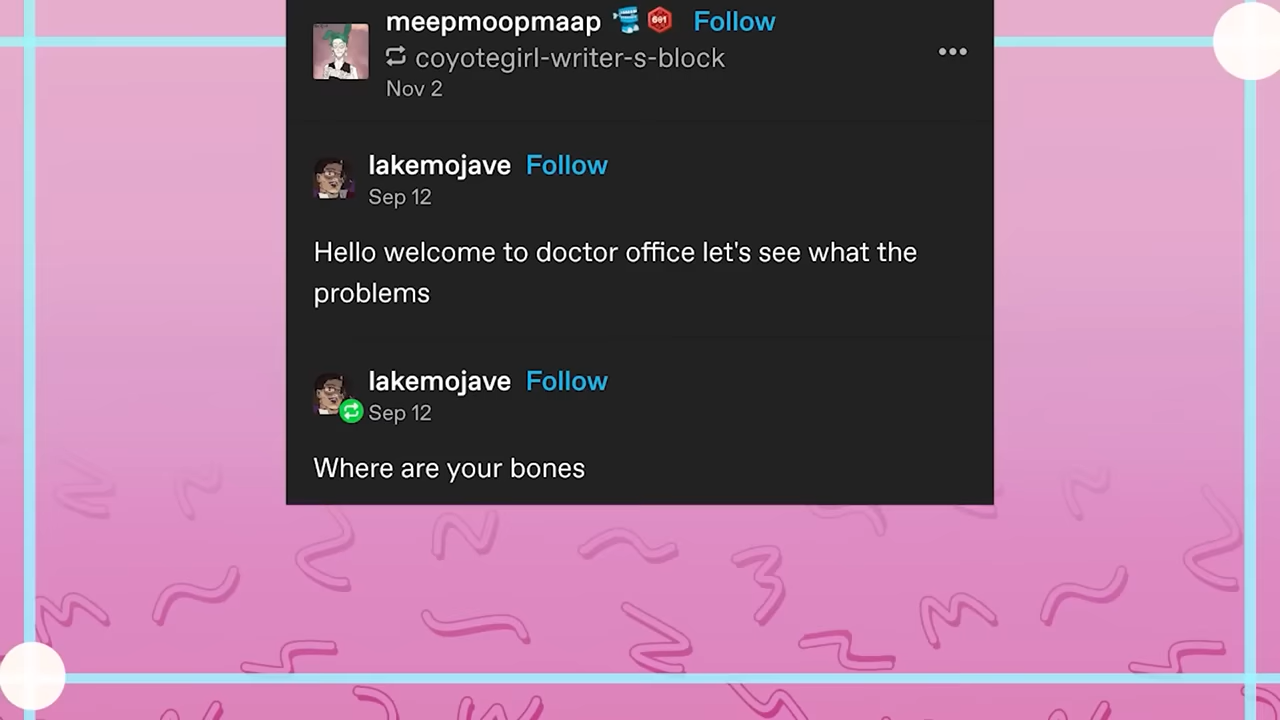 meepmoopmaap Follow
coyotegirl-writer-s-block
Nov 2
lakemojave Follow
Sep 12
Hello welcome to doctor office let's see what the
problems
lakemojave Follow
Sep 12
Where are your bones